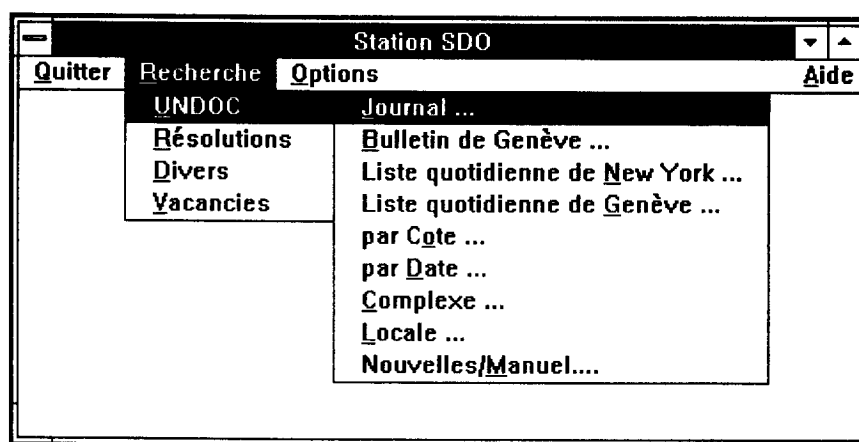 Station SDO
Quitter Recherche Options Aide
UNDOC
Résolutions
Divers
Vacancies
Journal ...
Bulletin de Genève ...
Liste quotidienne de New York ...
Liste quotidienne de Genève ...
par Cote ...
par Date ...
Complexe ...
Locale ...
Nouvelles/Manuel....